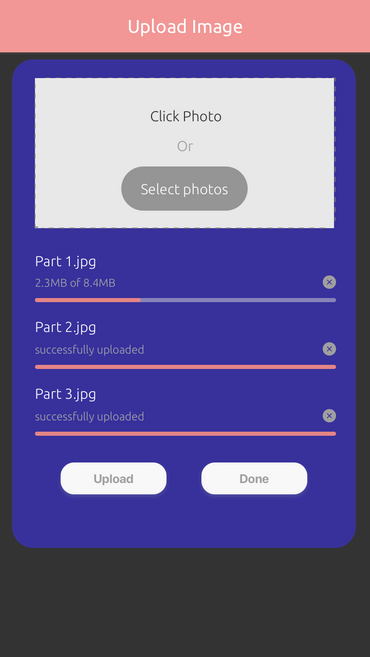 Upload Image
Click Photo
Or
Select photos
Part 1.jpg
2.3MB of 8.4MB
Part 2.jpg
successfully uploaded
Part 3.jpg
successfully uploaded
Upload Done